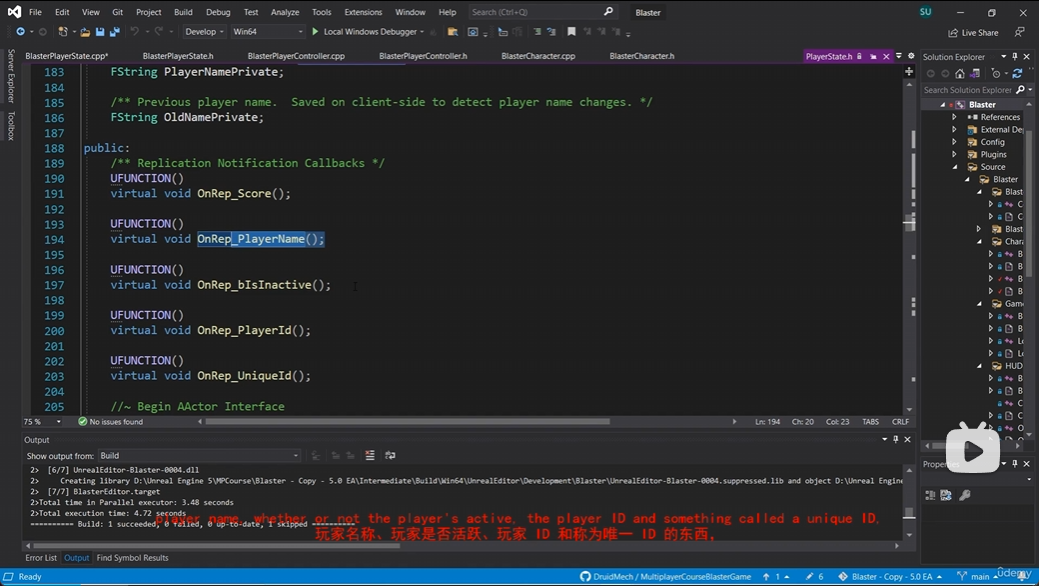 File Edit View Git Project Build Debug Test Analyze Tools Extensions Window Help Search (Ctrl+Q) Blaster SU
Develop Win64 Local Windows Debugger Live Share
BlasterPlayerState.cpp* BlasterPlayerState.h BlasterPlayerController.cpp BlasterPlayerController.h BlasterCharacter.cpp BlasterCharacter.h PlayerState.h
Server Explorer
Toolbox
183 FString PlayerNamePrivate;
184
185 /** Previous player name. Saved on client-side to detect player name changes. */
186 FString OldNamePrivate;
187
188 public:
189 /** Replication Notification Callbacks */
190 UFUNCTION()
191 virtual void OnRep_Score();
192
193 UFUNCTION()
194 virtual void OnRep_PlayerName();
195
196 UFUNCTION()
197 virtual void OnRep_bIsInactive();
198
199 UFUNCTION()
200 virtual void OnRep_PlayerId();
201
202 UFUNCTION()
203 virtual void OnRep_UniqueId();
204
205 //~ Begin AActor Interface
75 % No issues found Ln: 194 Ch: 20 Col: 23 TABS CRLF
Solution Explorer
Search Solution Explorer
Blaster
References
External De
Config
Plugins
Source
Blaster
Blast
C
C
Blast
Chara
B
B
B
B
Game
B
B
Lo
Lo
HUD
B
B
C
O
Proper
Output
Show output from: Build
2> [6/7] UnrealEditor-Blaster-0004.dll
2> Creating library D:\Unreal Engine 5\MPCourse\Blaster - Copy - 5.0 EA\Intermediate\Build\Win64\UnrealEditor\Development\Blaster\UnrealEditor-Blaster-0004.suppressed.lib and object D:\Unreal Engin
2> [7/7] BlasterEditor.target
2>Total time in Parallel executor: 3.48 seconds
2>Total execution time: 4.72 seconds
========== Build: 1 succeeded, 0 failed, 0 up-to-date, 1 skipped ==========
player name, whether or not the player's active, the player ID and something called a unique ID,
玩家名称、玩家是否活跃、玩家 ID 和称为唯一 ID 的东西，
Error List Output Find Symbol Results
Ready DruidMech / MultiplayerCourseBlasterGame 1 6 Blaster - Copy - 5.0 EA main
udemy